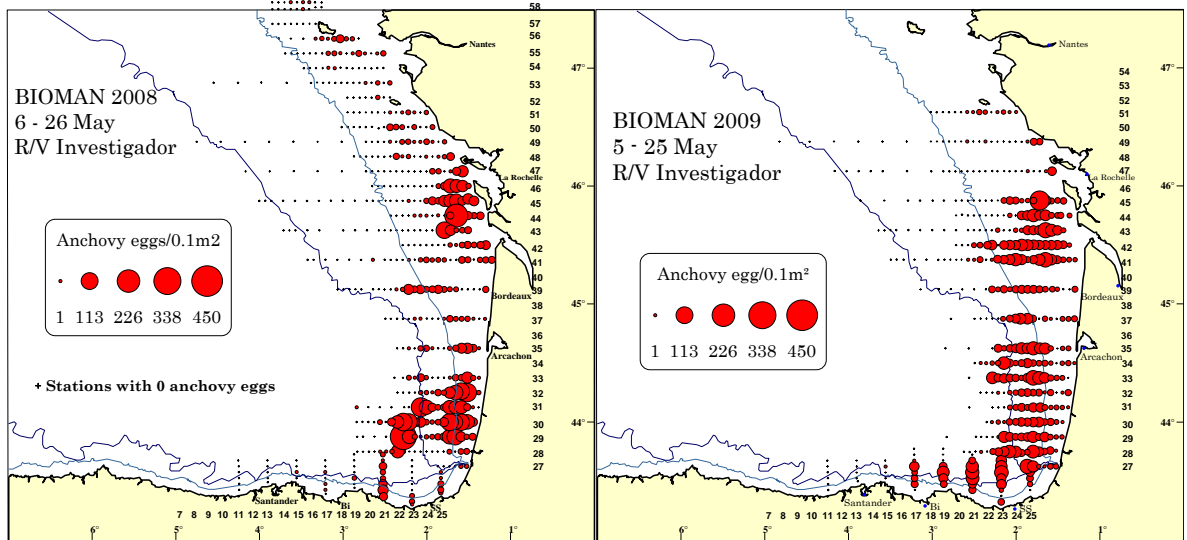 58
57
56
55
53
52
51
50
49
48
47
46
45
44
43
42
41
40
39
38
37
36
35
34
33
32
31
30
29
28
27
Nantes
La Rochelle
Bordeaux
Arcachon
BIOMAN 2008
6 - 26 May
R/V Investigador
Anchovy eggs/0.1m2
1 113 226 338 450
+ Stations with 0 anchovy eggs
Santander
Bi
SS
7 8 9 10 11 12 13 14 15 16 17 18 19 20 21 22 23 24 25
6° 5° 4° 3° 2° 1°
47°
46°
45°
44°
Nantes
54
53
52
51
50
49
48
47
46
45
44
43
42
41
40
39
38
37
36
35
34
33
32
31
30
29
28
27
La Rochelle
Bordeaux
Arcachon
BIOMAN 2009
5 - 25 May
R/V Investigador
Anchovy egg/0.1m²
1 113 226 338 450
Santander
Bi
SS
7 8 9 10 11 12 13 14 15 16 17 18 19 20 21 22 23 24 25
6° 5° 4° 3° 2° 1°